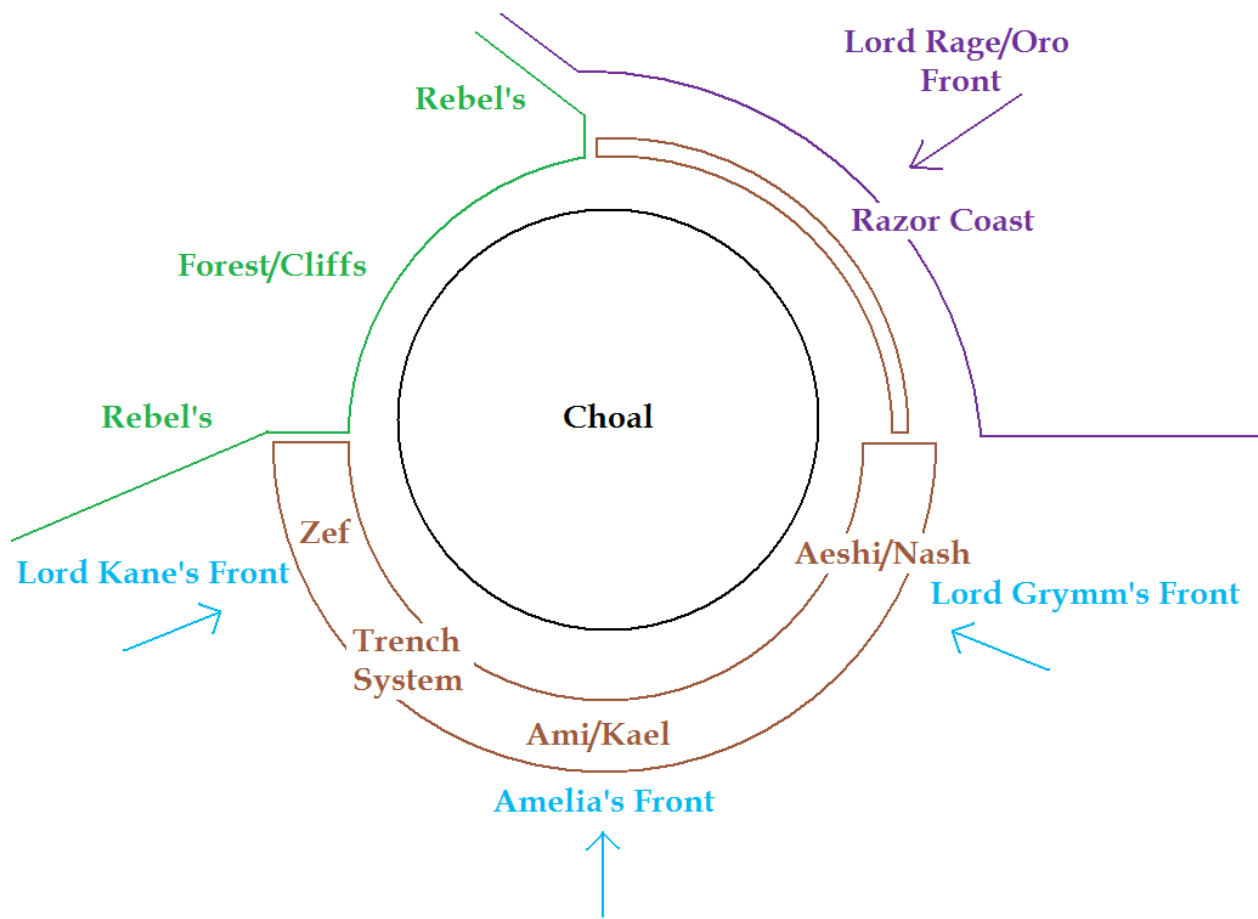 Lord Rage/Oro
Front
Rebel's
Razor Coast
Forest/Cliffs
Rebel's
Choal
Zef
Aeshi/Nash
Lord Kane's Front
Lord Grymm's Front
Trench
System
Ami/Kael
Amelia's Front